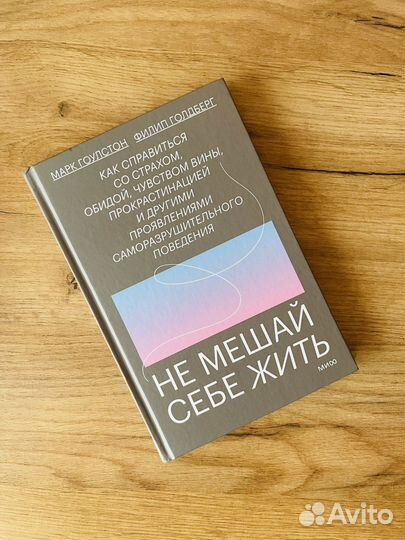 МАРК ГОУЛСТОН ФИЛИП ГОЛДБЕРГ
КАК СПРАВИТЬСЯ
СО СТРАХОМ,
ОБИДОЙ, ЧУВСТВОМ ВИНЫ,
ПРОКРАСТИНАЦИЕЙ
И ДРУГИМИ
ПРОЯВЛЕНИЯМИ
САМОРАЗРУШИТЕЛЬНОГО
ПОВЕДЕНИЯ
НЕ МЕШАЙ
СЕБЕ ЖИТЬ
МИФ
Avito